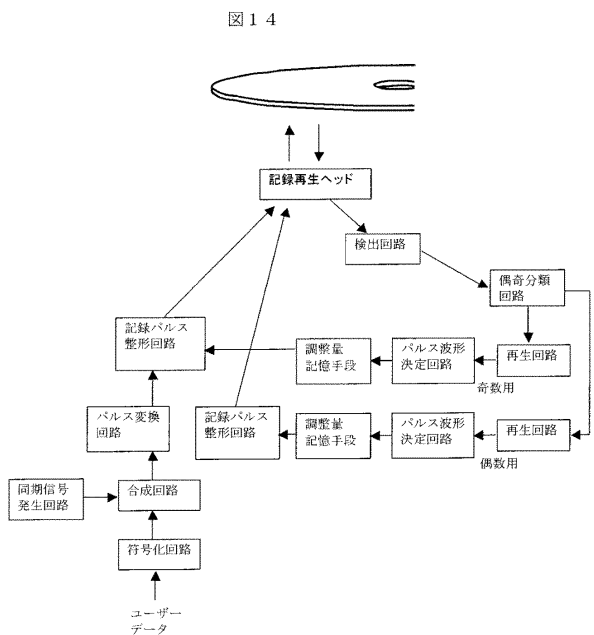 図14
記録再生ヘッド
検出回路
偶奇分類
回路
記録パルス
整形回路
調整量
記憶手段
パルス波形
決定回路
再生回路
奇数用
パルス変換
回路
記録パルス
整形回路
調整量
記憶手段
パルス波形
決定回路
再生回路
偶数用
同期信号
発生回路
合成回路
符号化回路
ユーザー
データ